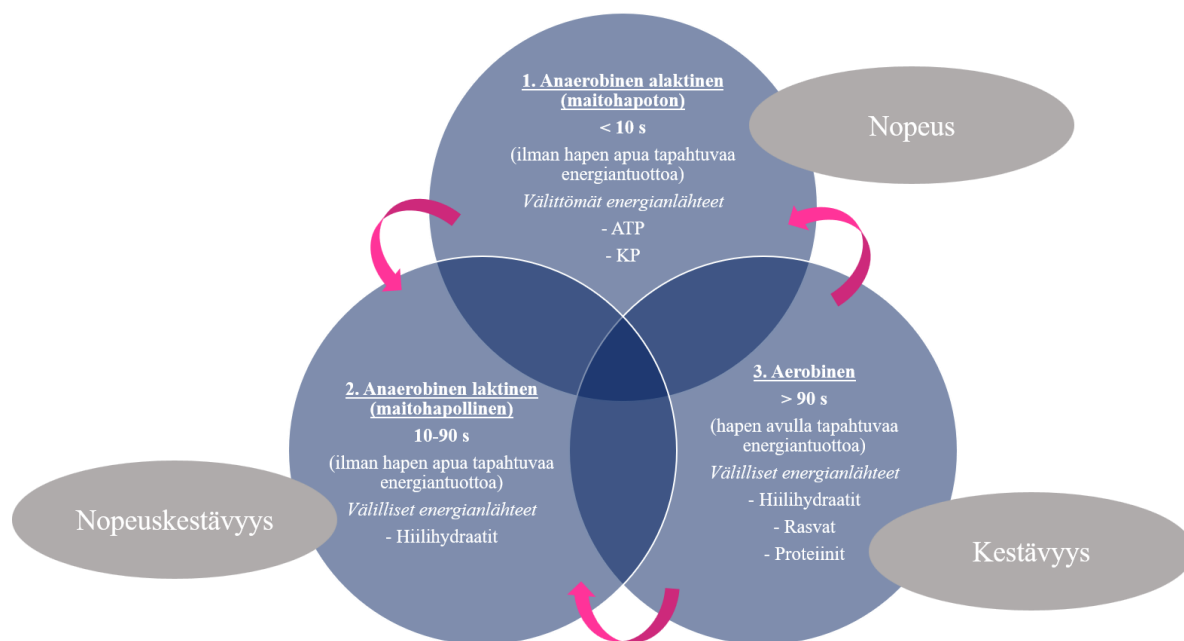 1. Anaerobinen alaktinen
(maitohapoton)
< 10 s
(ilman hapen apua tapahtuvaa
energiantuottoa)
Välittömät energianlähteet
- ATP
- KP
Nopeus
2. Anaerobinen laktinen
(maitohapollinen)
10-90 s
(ilman hapen apua tapahtuvaa
energiantuottoa)
Välilliset energianlähteet
- Hiilihydraatit
Nopeuskestävyys
3. Aerobinen
> 90 s
(hapen avulla tapahtuvaa
energiantuottoa)
Välilliset energianlähteet
- Hiilihydraatit
- Rasvat
- Proteiinit
Kestävyys